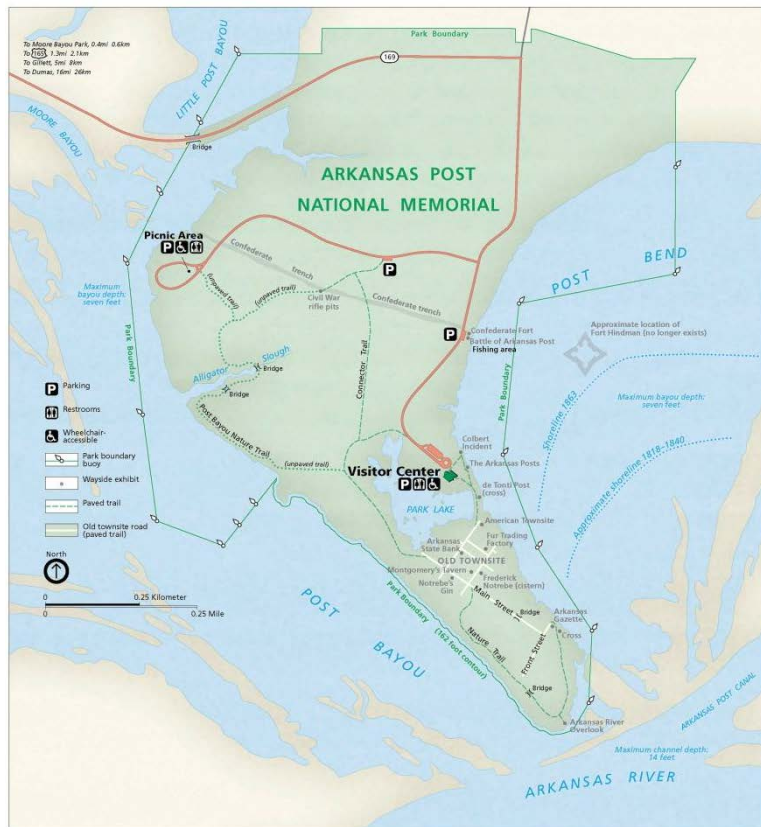 To Moore Bayou Park, 0.4mi 0.6km
To 165, 1.3mi 2.1km
To Gillett, 5mi 8km
To Dumas, 16mi 26km
Park Boundary
169
LITTLE POST BAYOU
MOORE BAYOU
Bridge
ARKANSAS POST
NATIONAL MEMORIAL
Picnic Area
P
Confederate
trench
(unpaved trail)
(unpaved trail)
Civil War
rifle pits
P
Confederate trench
POST BEND
Maximum
bayou depth:
seven feet
Park Boundary
P
Confederate Fort
Battle of Arkansas Post
Fishing area
Approximate location of
Fort Hindman (no longer exists)
Park Boundary
Shoreline 1863
Maximum bayou depth:
seven feet
Approximate shoreline 1818-1840
Alligator Slough
Bridge
Bridge
Connector Trail
Post Bayou Nature Trail
(unpaved trail)
P
Parking
Restrooms
Wheelchair-
accessible
Park boundary
buoy
Wayside exhibit
Paved trail
Old townsite road
(paved trail)
North
0
0.25 Kilometer
0
0.25 Mile
Visitor Center
P
Colbert
Incident
The Arkansas Posts
de Tonti Post
(cross)
PARK LAKE
American Townsite
Arkansas
State Bank
Fur Trading
Factory
OLD TOWNSITE
Montgomery's Tavern
Notrebe's
Gin
Frederick
Notrebe (cistern)
Main Street
Bridge
Arkansas
Gazette
Cross
Front Street
Nature Trail
Bridge
Park Boundary (162 foot contour)
POST BAYOU
Arkansas River
Overlook
ARKANSAS POST CANAL
Maximum channel depth:
14 feet
ARKANSAS RIVER